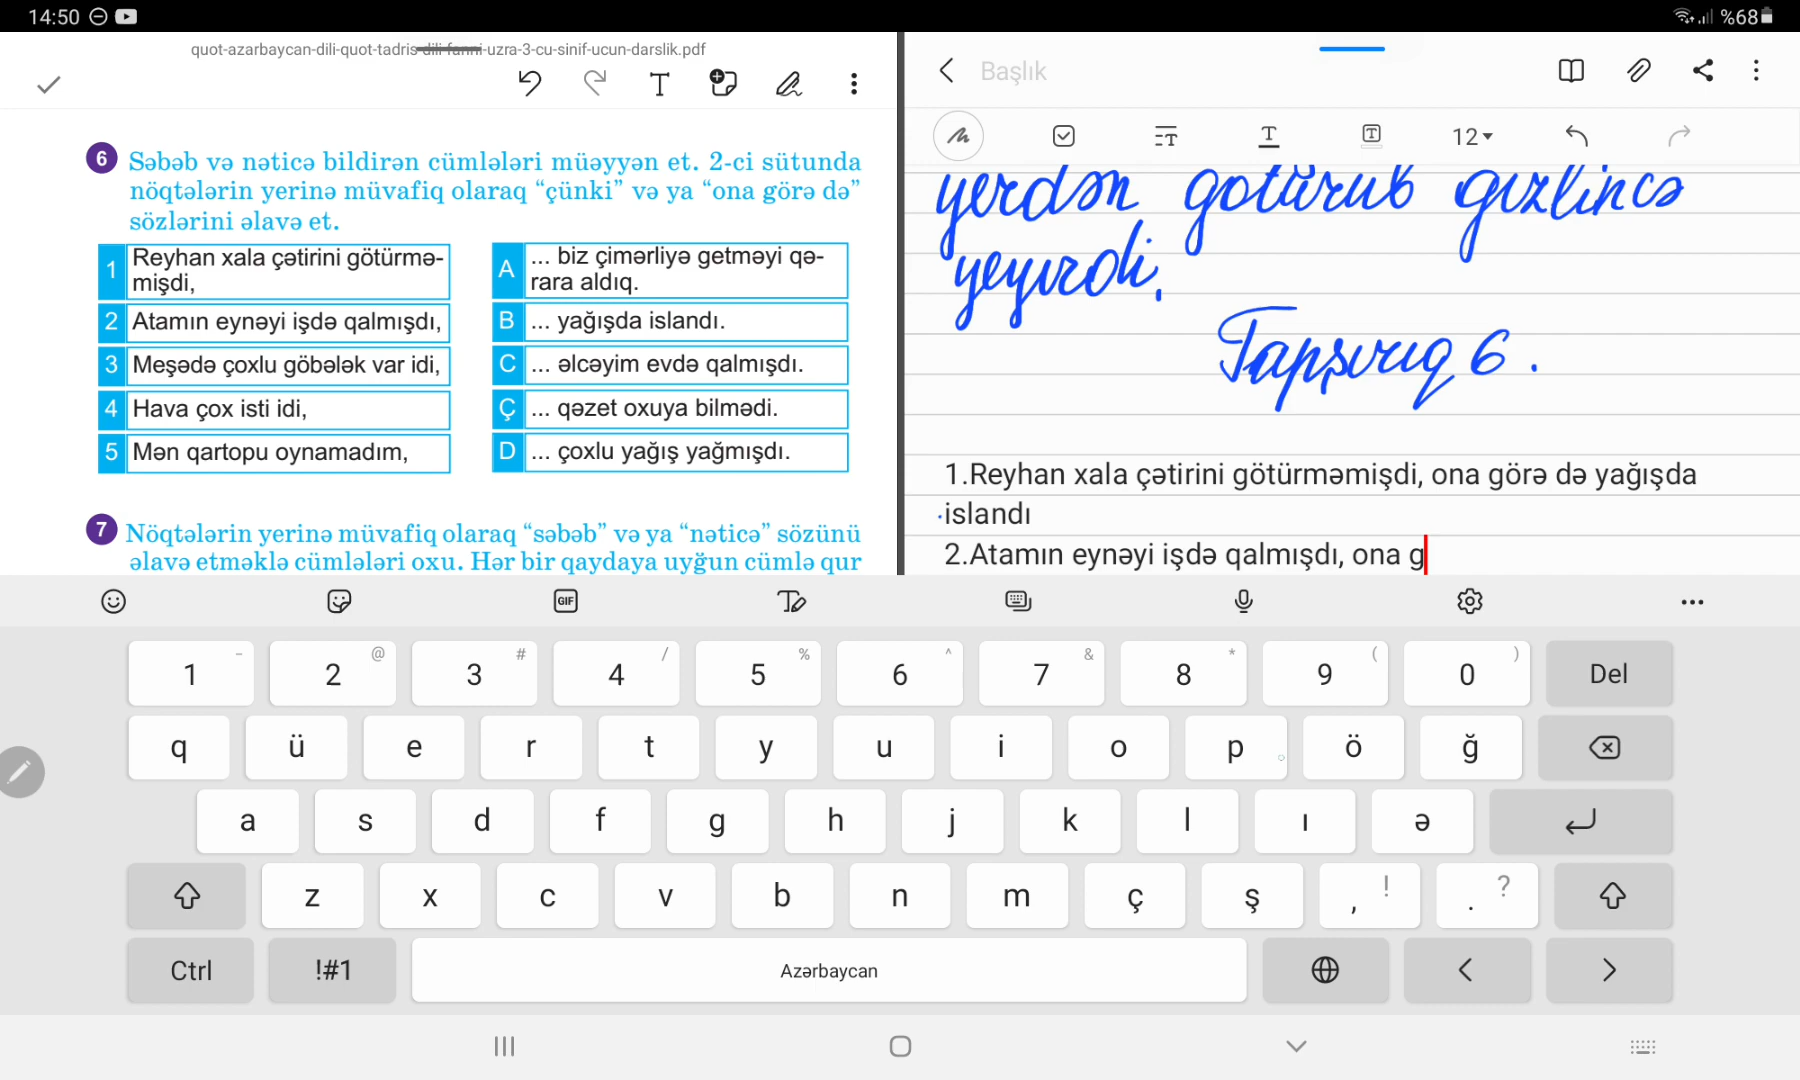 14:50 %68
quot-azarbaycan-dili-quot-tadris-dili-fanni-uzra-3-cu-sinif-ucun-darslik.pdf
T
6 Səbəb və nəticə bildirən cümlələri müəyyən et. 2-ci sütunda
nöqtələrin yerinə müvafiq olaraq “çünki” və ya “ona görə də”
sözlərini əlavə et.
1 Reyhan xala çətirini götürmə-
mişdi,
2 Atamın eynəyi işdə qalmışdı,
3 Meşədə çoxlu göbələk var idi,
4 Hava çox isti idi,
5 Mən qartopu oynamadım,
A ... biz çimərliyə getməyi qə-
rara aldıq.
B ... yağışda islandı.
C ... əlcəyim evdə qalmışdı.
Ç ... qəzet oxuya bilmədi.
D ... çoxlu yağış yağmışdı.
7 Nöqtələrin yerinə müvafiq olaraq “səbəb” və ya “nəticə” sözünü
əlavə etməklə cümlələri oxu. Hər bir qaydaya uyğun cümlə qur
Başlık
T T T 12
yerdən götürüb gizlincə
yeyirdi.
Tapşırıq 6.
1.Reyhan xala çətirini götürməmişdi, ona görə də yağışda
islandı
2.Atamın eynəyi işdə qalmışdı, ona g
GIF T
1 - 2 @ 3 # 4 / 5 % 6 ^ 7 & 8 * 9 ( 0 ) Del
q ü e r t y u i o p ö ğ
a s d f g h j k l ı ə
z x c v b n m ç ş , ! . ?
Ctrl !#1 Azərbaycan < >